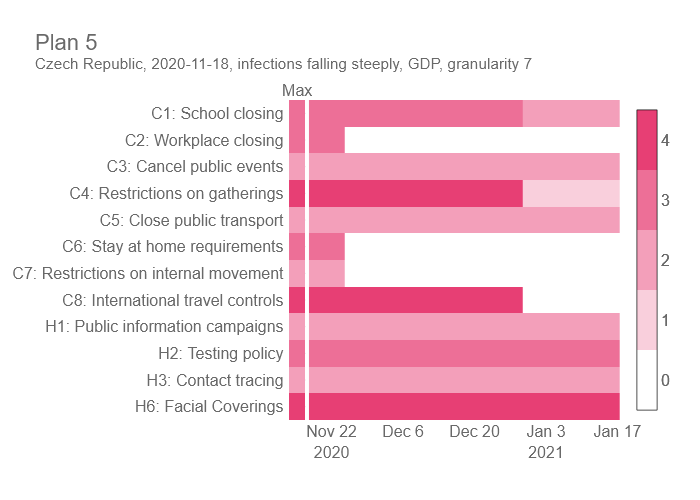 Plan 5
Czech Republic, 2020-11-18, infections falling steeply, GDP, granularity 7
Max
C1: School closing
C2: Workplace closing
C3: Cancel public events
C4: Restrictions on gatherings
C5: Close public transport
C6: Stay at home requirements
C7: Restrictions on internal movement
C8: International travel controls
H1: Public information campaigns
H2: Testing policy
H3: Contact tracing
H6: Facial Coverings
4
3
2
1
0
Nov 22 Dec 6 Dec 20 Jan 3 Jan 17
2020 2021